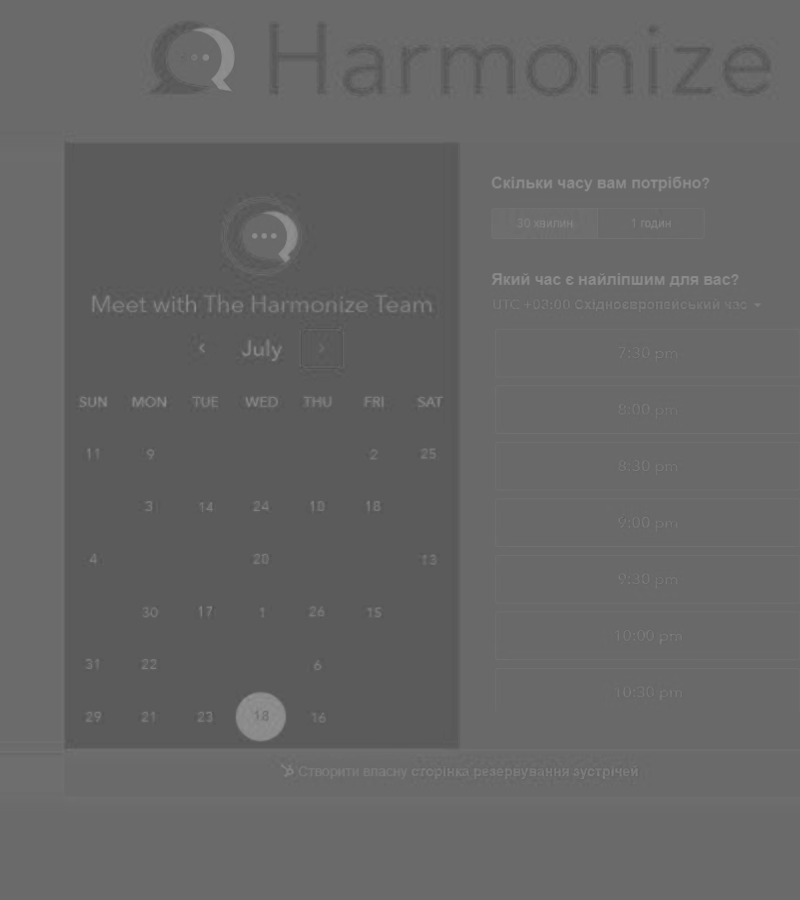 Harmonize
Meet with The Harmonize Team
July
SUN MON TUE WED THU FRI SAT
11 9 2 25
3 14 24 10 18
4 20 13
30 17 1 26 15
31 22 6
29 21 23 18 16
Скільки часу вам потрібно?
30 хвилин 1 годин
Який час є найліпшим для вас?
UTC +03:00 Східноєвропейський час
7:30 pm
8:00 pm
8:30 pm
9:00 pm
9:30 pm
10:00 pm
10:30 pm
Створити власну сторінка резервування зустрічей